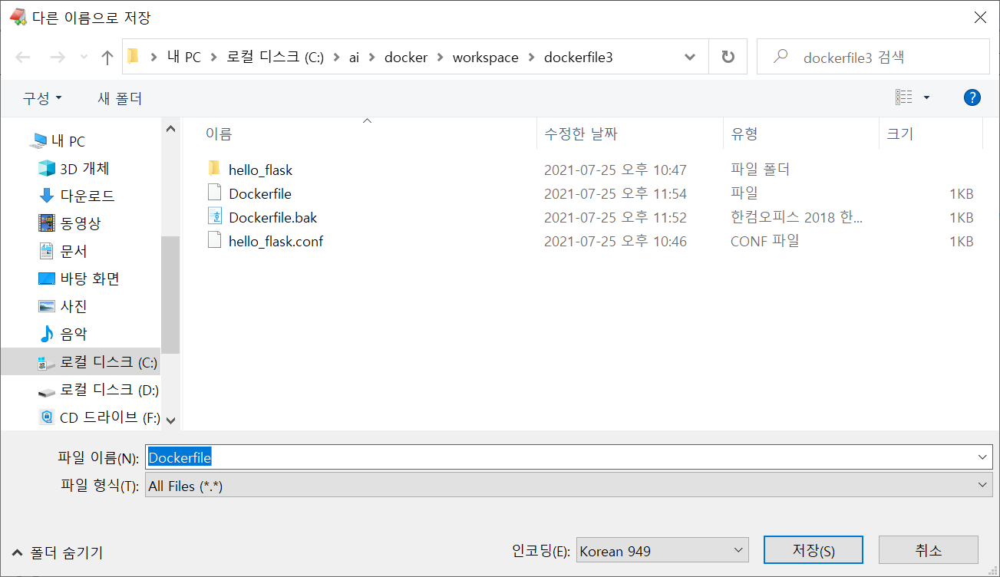 다른 이름으로 저장
내 PC > 로컬 디스크 (C:) > ai > docker > workspace > dockerfile3
dockerfile3 검색
구성
새 폴더
?
내 PC
3D 개체
다운로드
동영상
문서
바탕 화면
사진
음악
로컬 디스크 (C:)
로컬 디스크 (D:)
CD 드라이브 (F:)
이름 수정한 날짜 유형 크기
hello_flask 2021-07-25 오후 10:47 파일 폴더
Dockerfile 2021-07-25 오후 11:54 파일 1KB
Dockerfile.bak 2021-07-25 오후 11:52 한컴오피스 2018 한... 1KB
hello_flask.conf 2021-07-25 오후 10:46 CONF 파일 1KB
파일 이름(N): Dockerfile
파일 형식(T): All Files (*.*)
폴더 숨기기
인코딩(E): Korean 949
저장(S)
취소